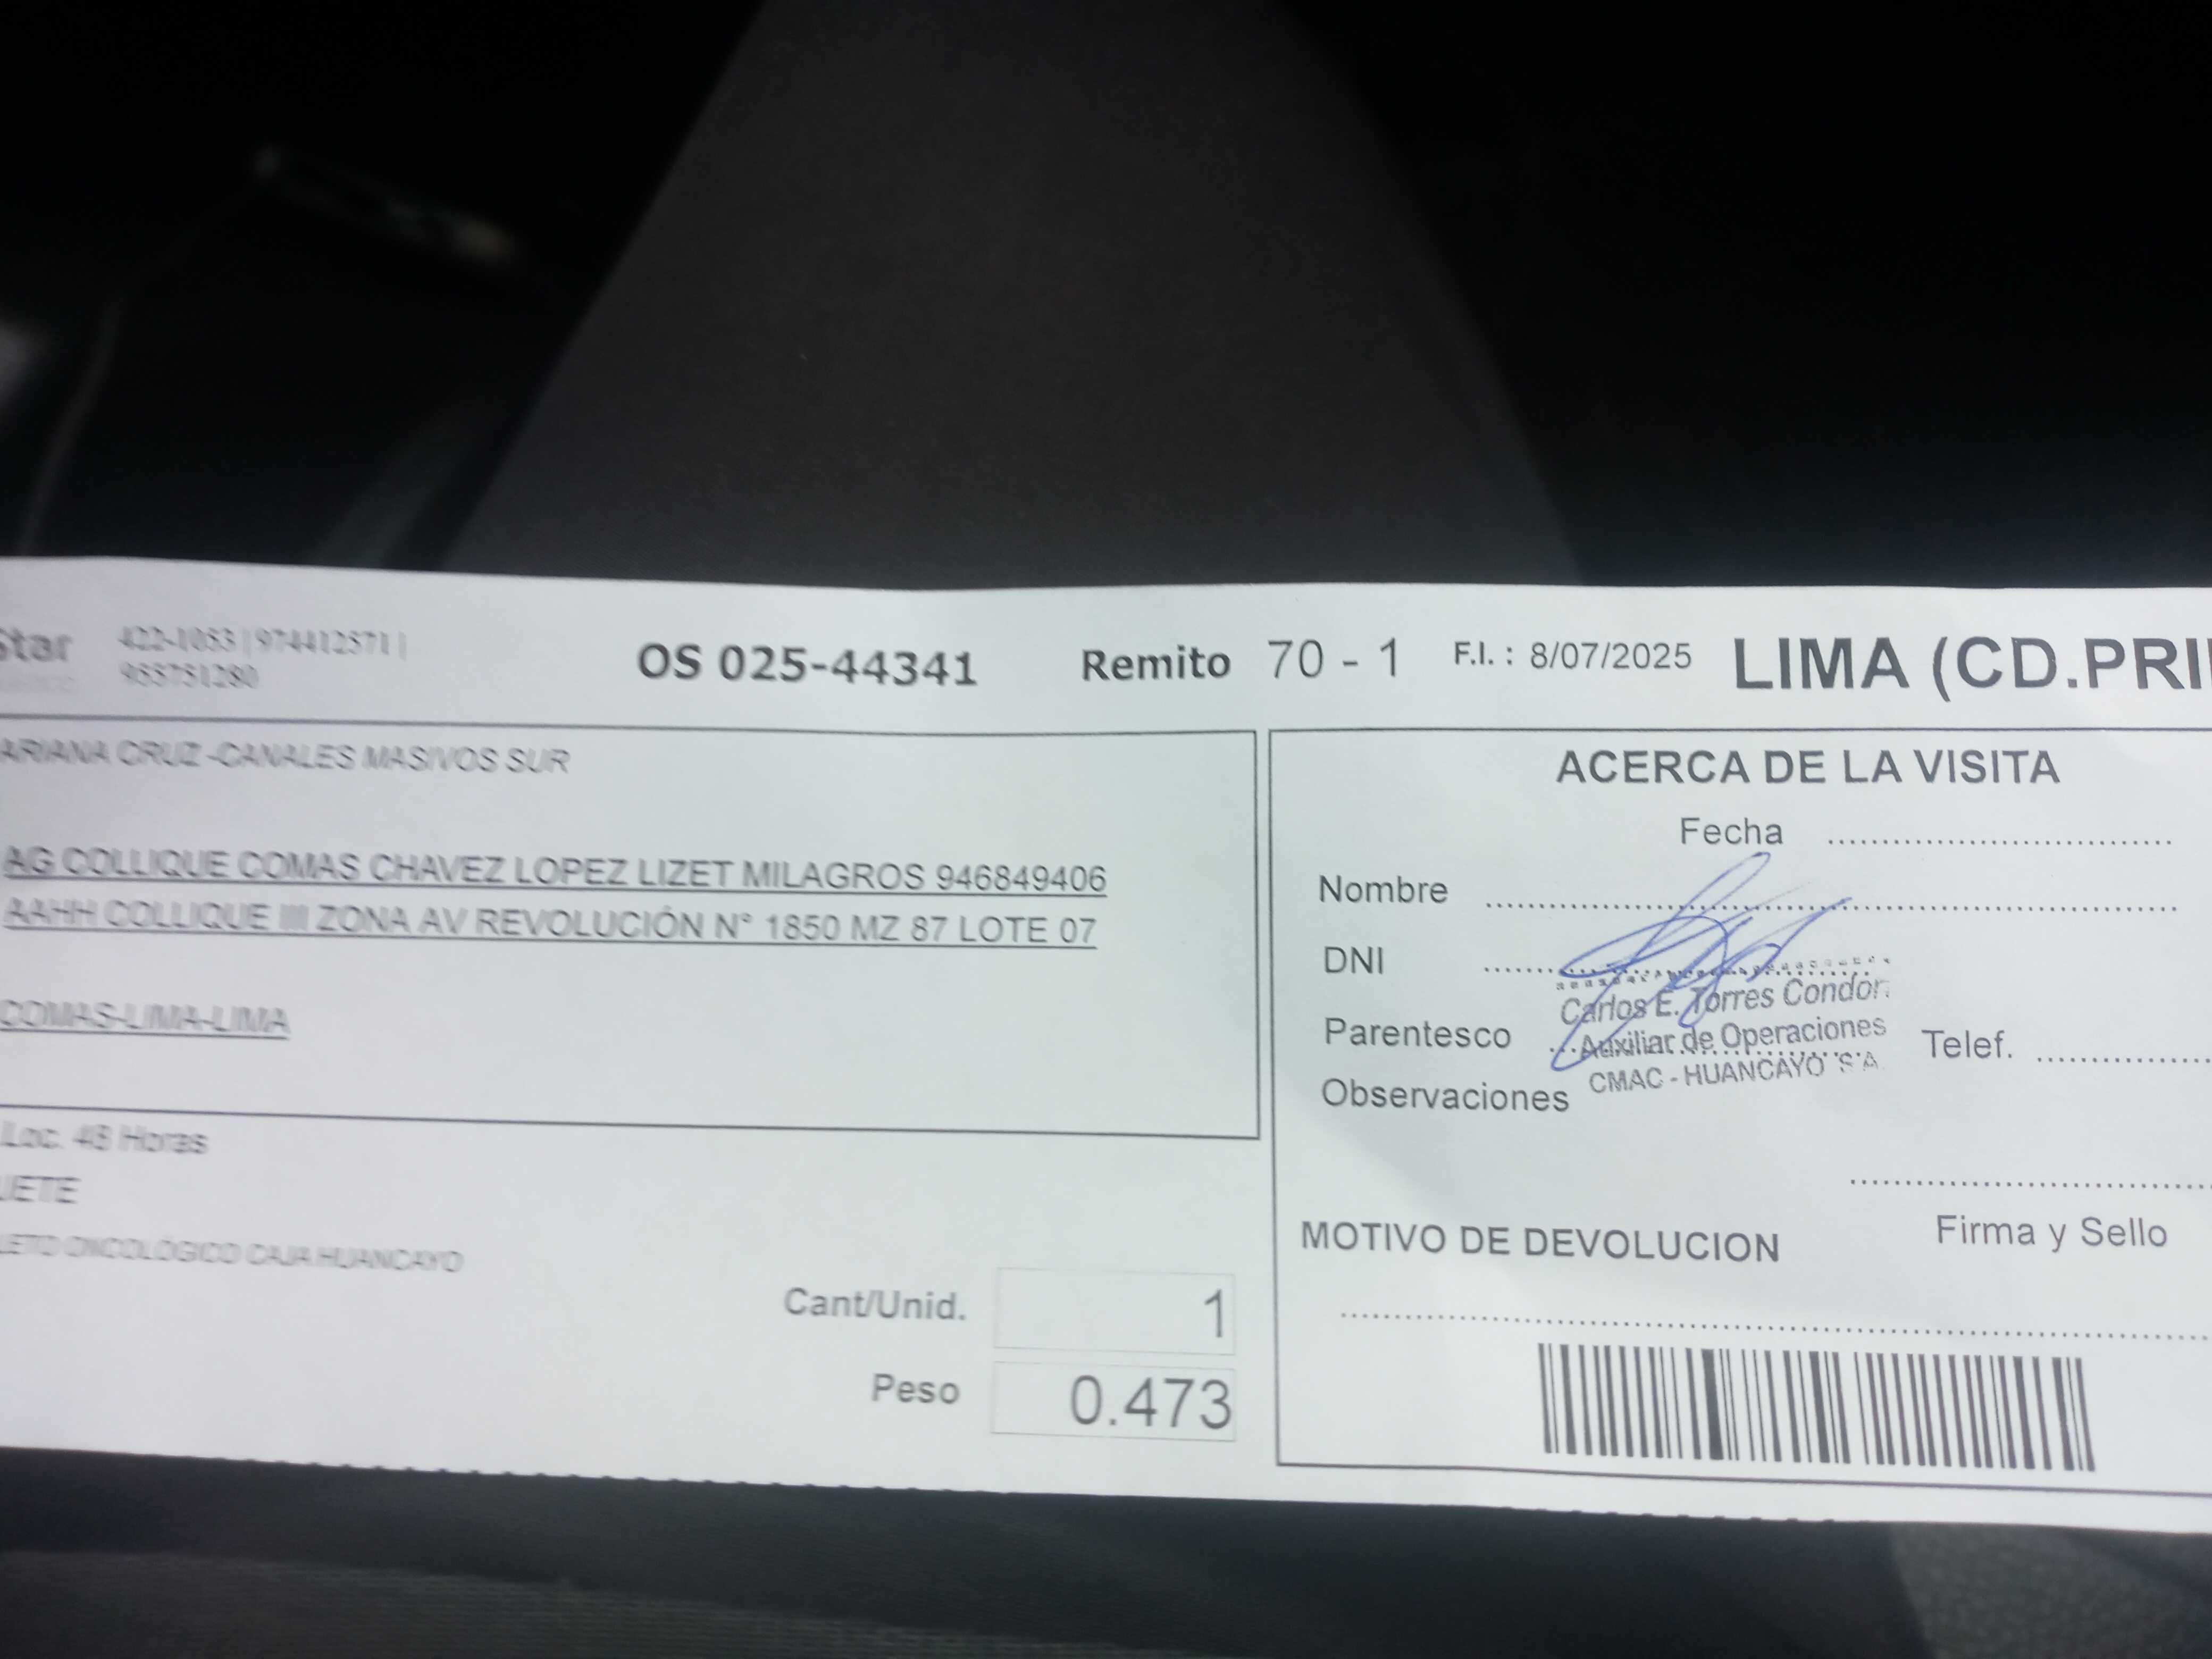 Star
422-1053 | 974412571 |
955751280
OS 025-44341
Remito 70 - 1
F.I. : 8/07/2025
LIMA (CD.PRI
ARIANA CRUZ -CANALES MASIVOS SUR
AG COLLIQUE COMAS CHAVEZ LOPEZ LIZET MILAGROS 946849406
AAHH COLLIQUE III ZONA AV REVOLUCIÓN N° 1850 MZ 87 LOTE 07
COMAS-LIMA-LIMA
Loc. 48 Horas
UETE
LETO ONCOLÓGICO CAJA HUANCAYO
Cant/Unid. 1
Peso 0.473
ACERCA DE LA VISITA
Fecha
Nombre
DNI
Carlos E. Torres Condor.
Parentesco
Auxiliar de Operaciones
Telef.
CMAC - HUANCAYO S.A.
Observaciones
Firma y Sello
MOTIVO DE DEVOLUCION